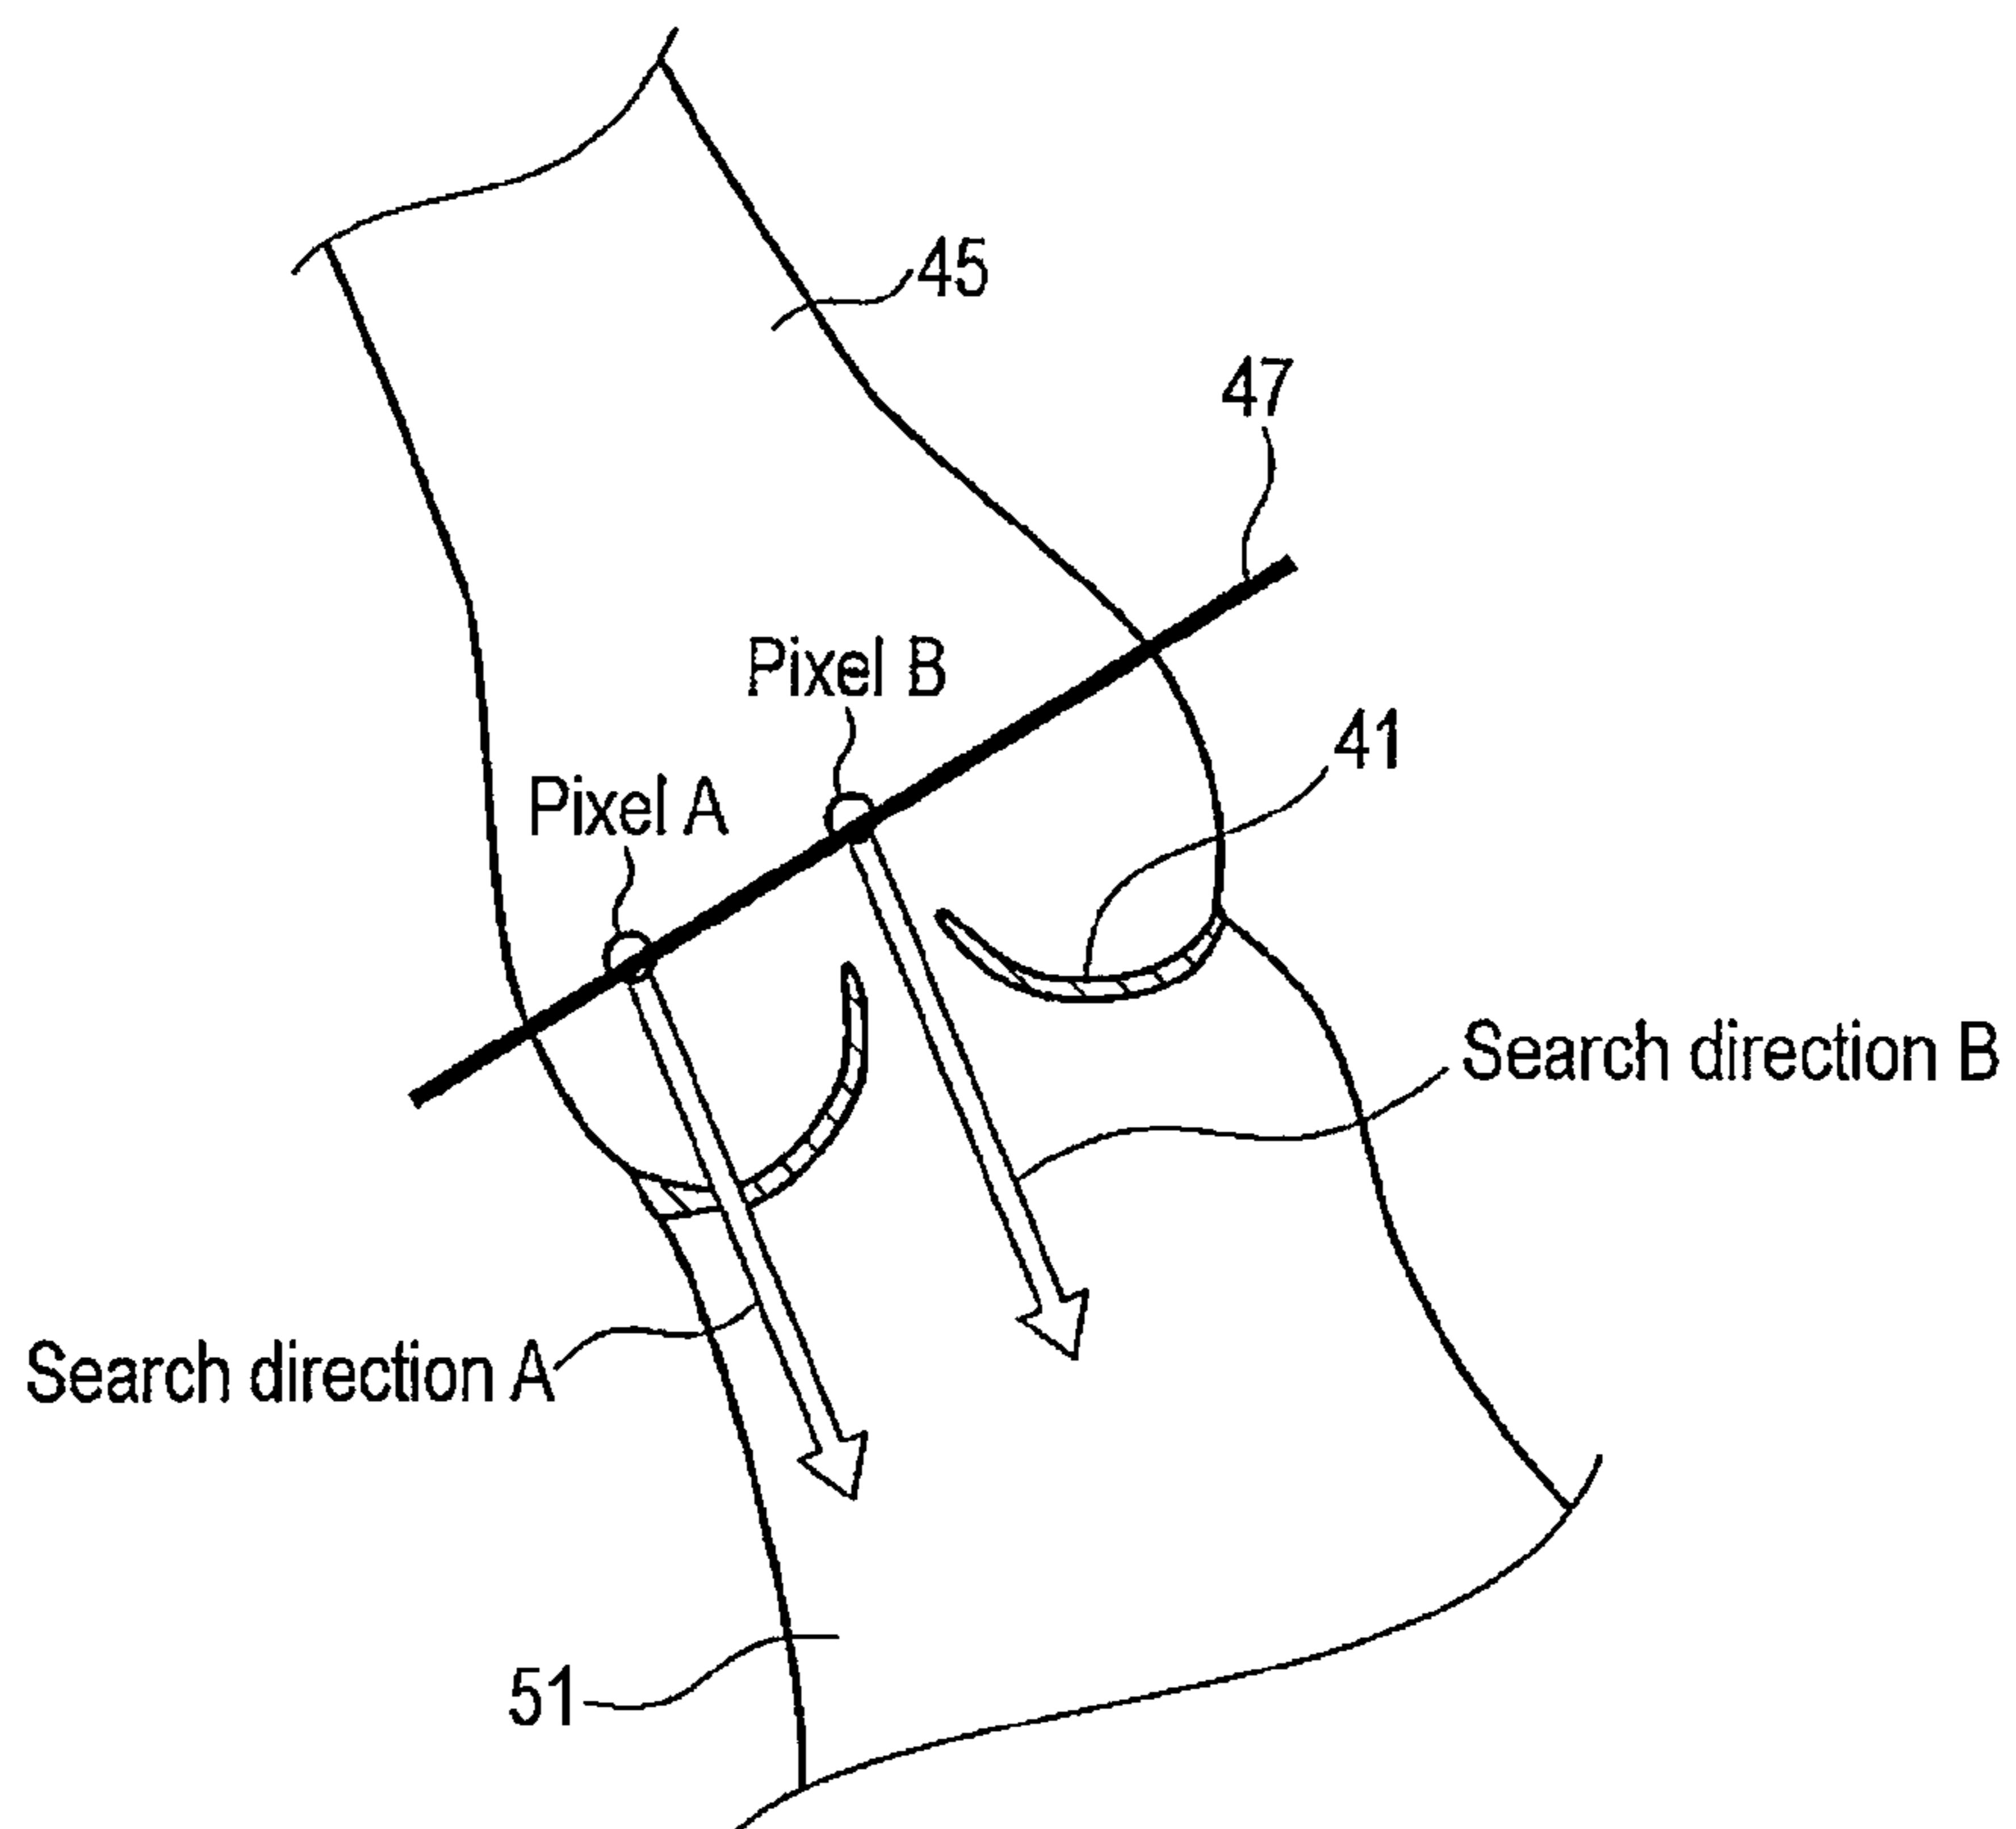 45
47
Pixel B
41
Pixel A
Search direction B
Search direction A
51